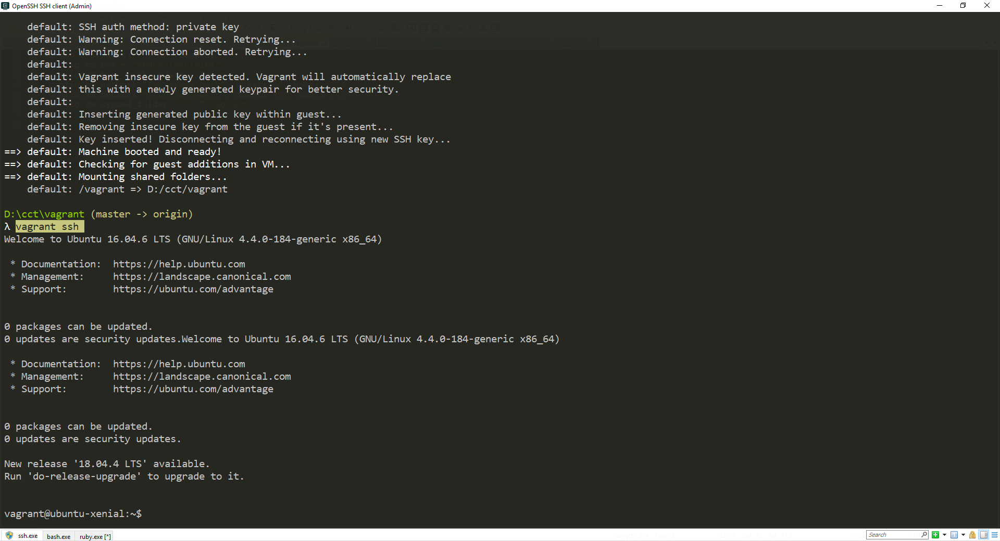 OpenSSH SSH client (Admin)
default: SSH auth method: private key
default: Warning: Connection reset. Retrying...
default: Warning: Connection aborted. Retrying...
default:
default: Vagrant insecure key detected. Vagrant will automatically replace
default: this with a newly generated keypair for better security.
default:
default: Inserting generated public key within guest...
default: Removing insecure key from the guest if it's present...
default: Key inserted! Disconnecting and reconnecting using new SSH key...
==> default: Machine booted and ready!
==> default: Checking for guest additions in VM...
==> default: Mounting shared folders...
default: /vagrant => D:/cct/vagrant
D:\cct\vagrant (master -> origin)
λ vagrant ssh
Welcome to Ubuntu 16.04.6 LTS (GNU/Linux 4.4.0-184-generic x86_64)
* Documentation:  https://help.ubuntu.com
* Management:     https://landscape.canonical.com
* Support:        https://ubuntu.com/advantage
0 packages can be updated.
0 updates are security updates.Welcome to Ubuntu 16.04.6 LTS (GNU/Linux 4.4.0-184-generic x86_64)
* Documentation:  https://help.ubuntu.com
* Management:     https://landscape.canonical.com
* Support:        https://ubuntu.com/advantage
0 packages can be updated.
0 updates are security updates.
New release '18.04.4 LTS' available.
Run 'do-release-upgrade' to upgrade to it.
vagrant@ubuntu-xenial:~$
ssh.exe bash.exe ruby.exe [*] Search